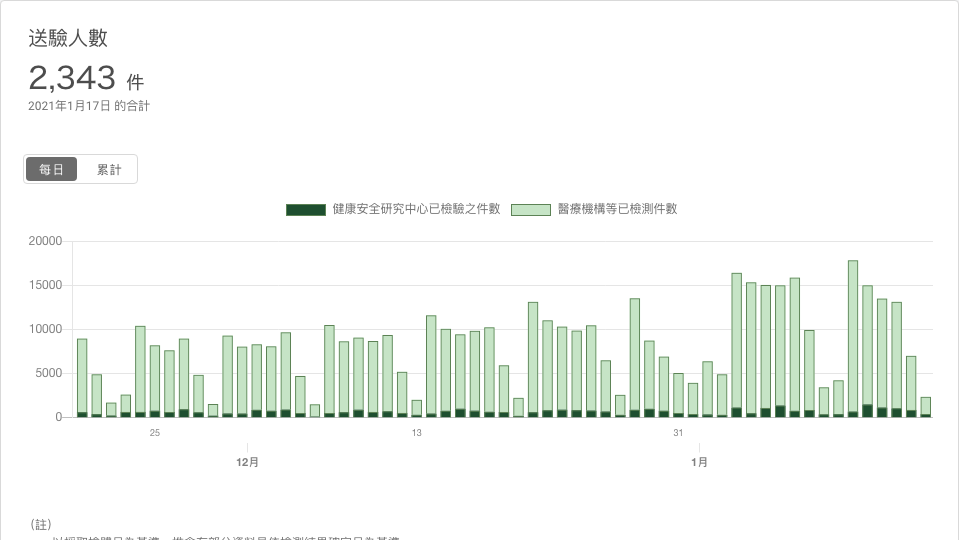 送驗人數
2,343 件
2021年1月17日 的合計
每日 累計
健康安全研究中心已檢驗之件數 醫療機構等已檢測件數
20000
15000
10000
5000
0
25 13 31
12月 1月
（註）